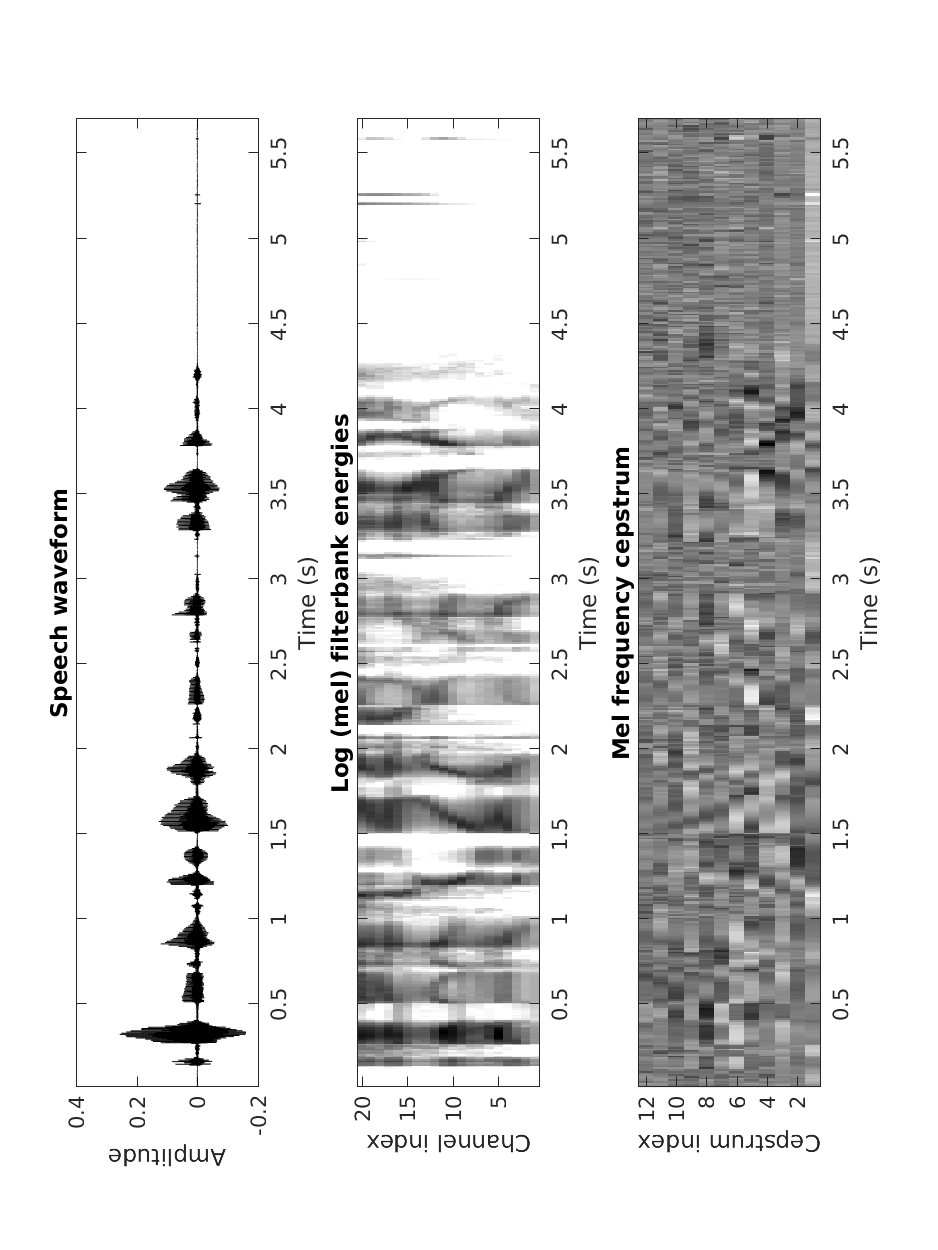 Speech waveform
0.4
0.2
0
-0.2
Amplitude
0.5 1 1.5 2 2.5 3 3.5 4 4.5 5 5.5
Time (s)
Log (mel) filterbank energies
20
15
10
5
Channel index
0.5 1 1.5 2 2.5 3 3.5 4 4.5 5 5.5
Time (s)
Mel frequency cepstrum
12
10
8
6
4
2
Cepstrum index
0.5 1 1.5 2 2.5 3 3.5 4 4.5 5 5.5
Time (s)